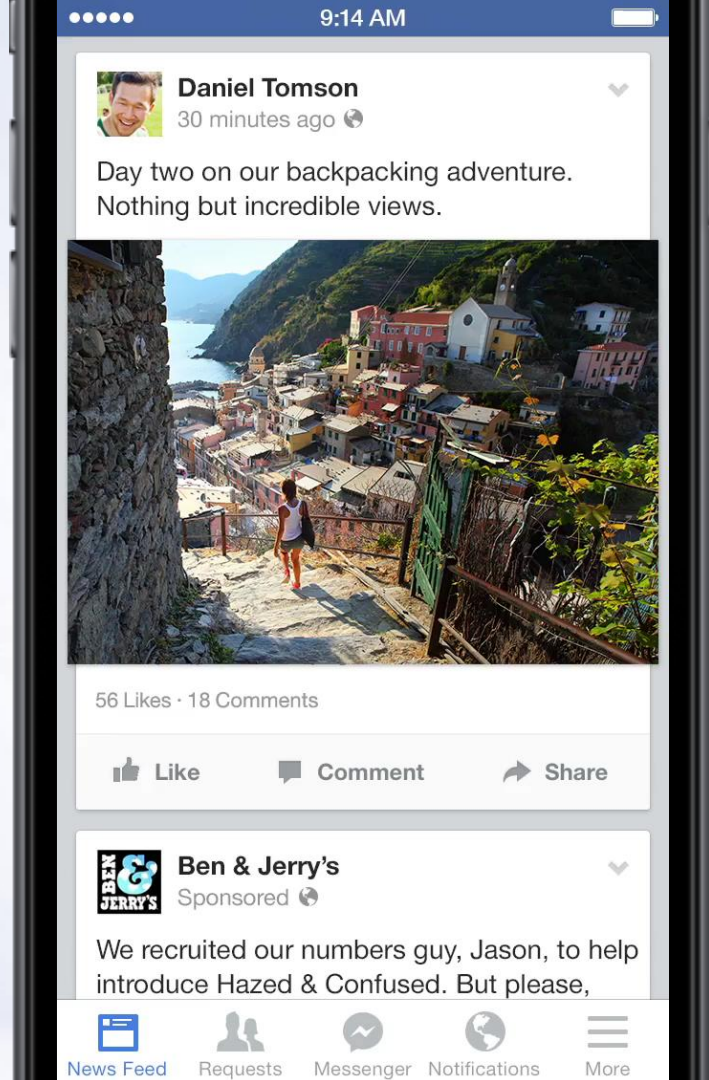 9:14 AM
Daniel Tomson
30 minutes ago
Day two on our backpacking adventure.
Nothing but incredible views.
56 Likes · 18 Comments
Like Comment Share
BEN & JERRY'S
Ben & Jerry's
Sponsored
We recruited our numbers guy, Jason, to help
introduce Hazed & Confused. But please,
News Feed Requests Messenger Notifications More